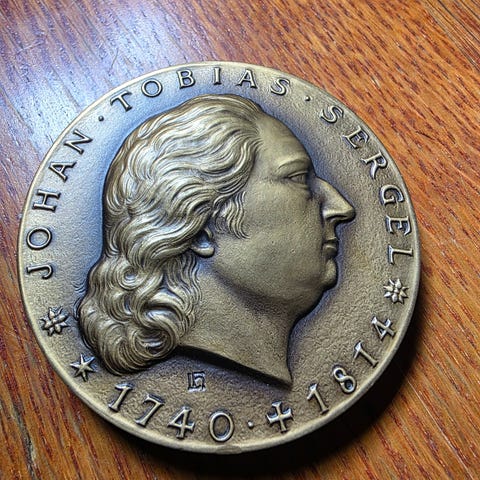 JOHAN · TOBIAS · SERGEL
1740 · ✝ 1814